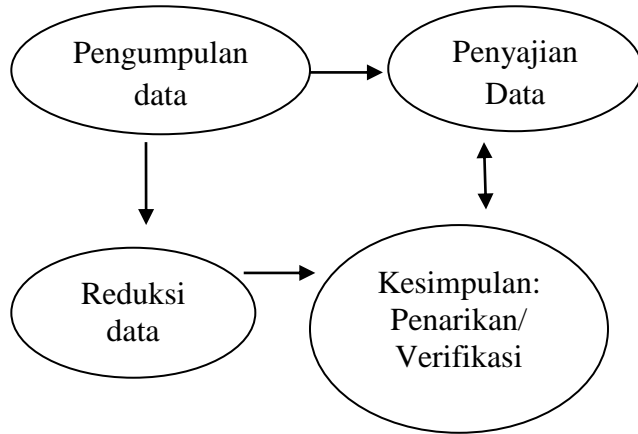 Pengumpulan
data
Penyajian
Data
Reduksi
data
Kesimpulan:
Penarikan/
Verifikasi